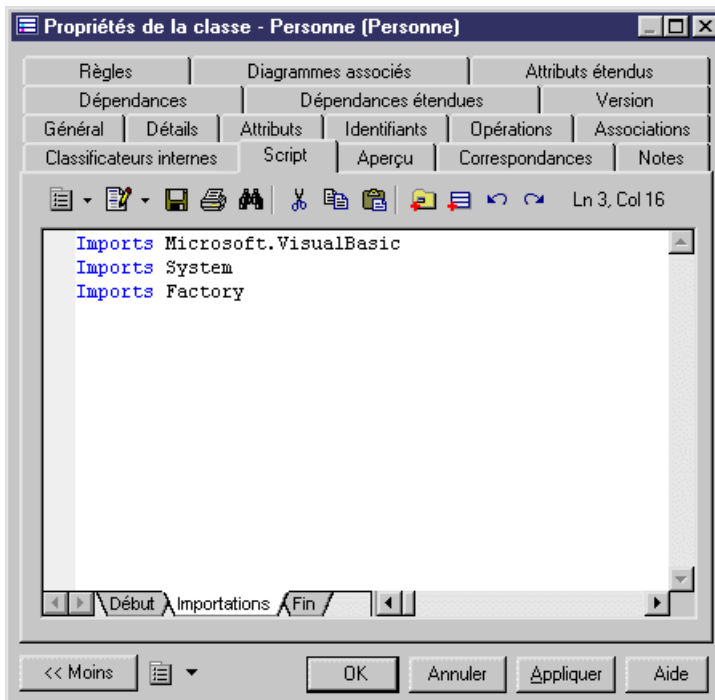 Propriétés de la classe - Personne (Personne)
Règles Diagrammes associés Attributs étendus
Dépendances Dépendances étendues Version
Général Détails Attributs Identifiants Opérations Associations
Classificateurs internes Script Aperçu Correspondances Notes
Ln 3, Col 16
Imports Microsoft.VisualBasic
Imports System
Imports Factory
Début Importations Fin
<< Moins OK Annuler Appliquer Aide